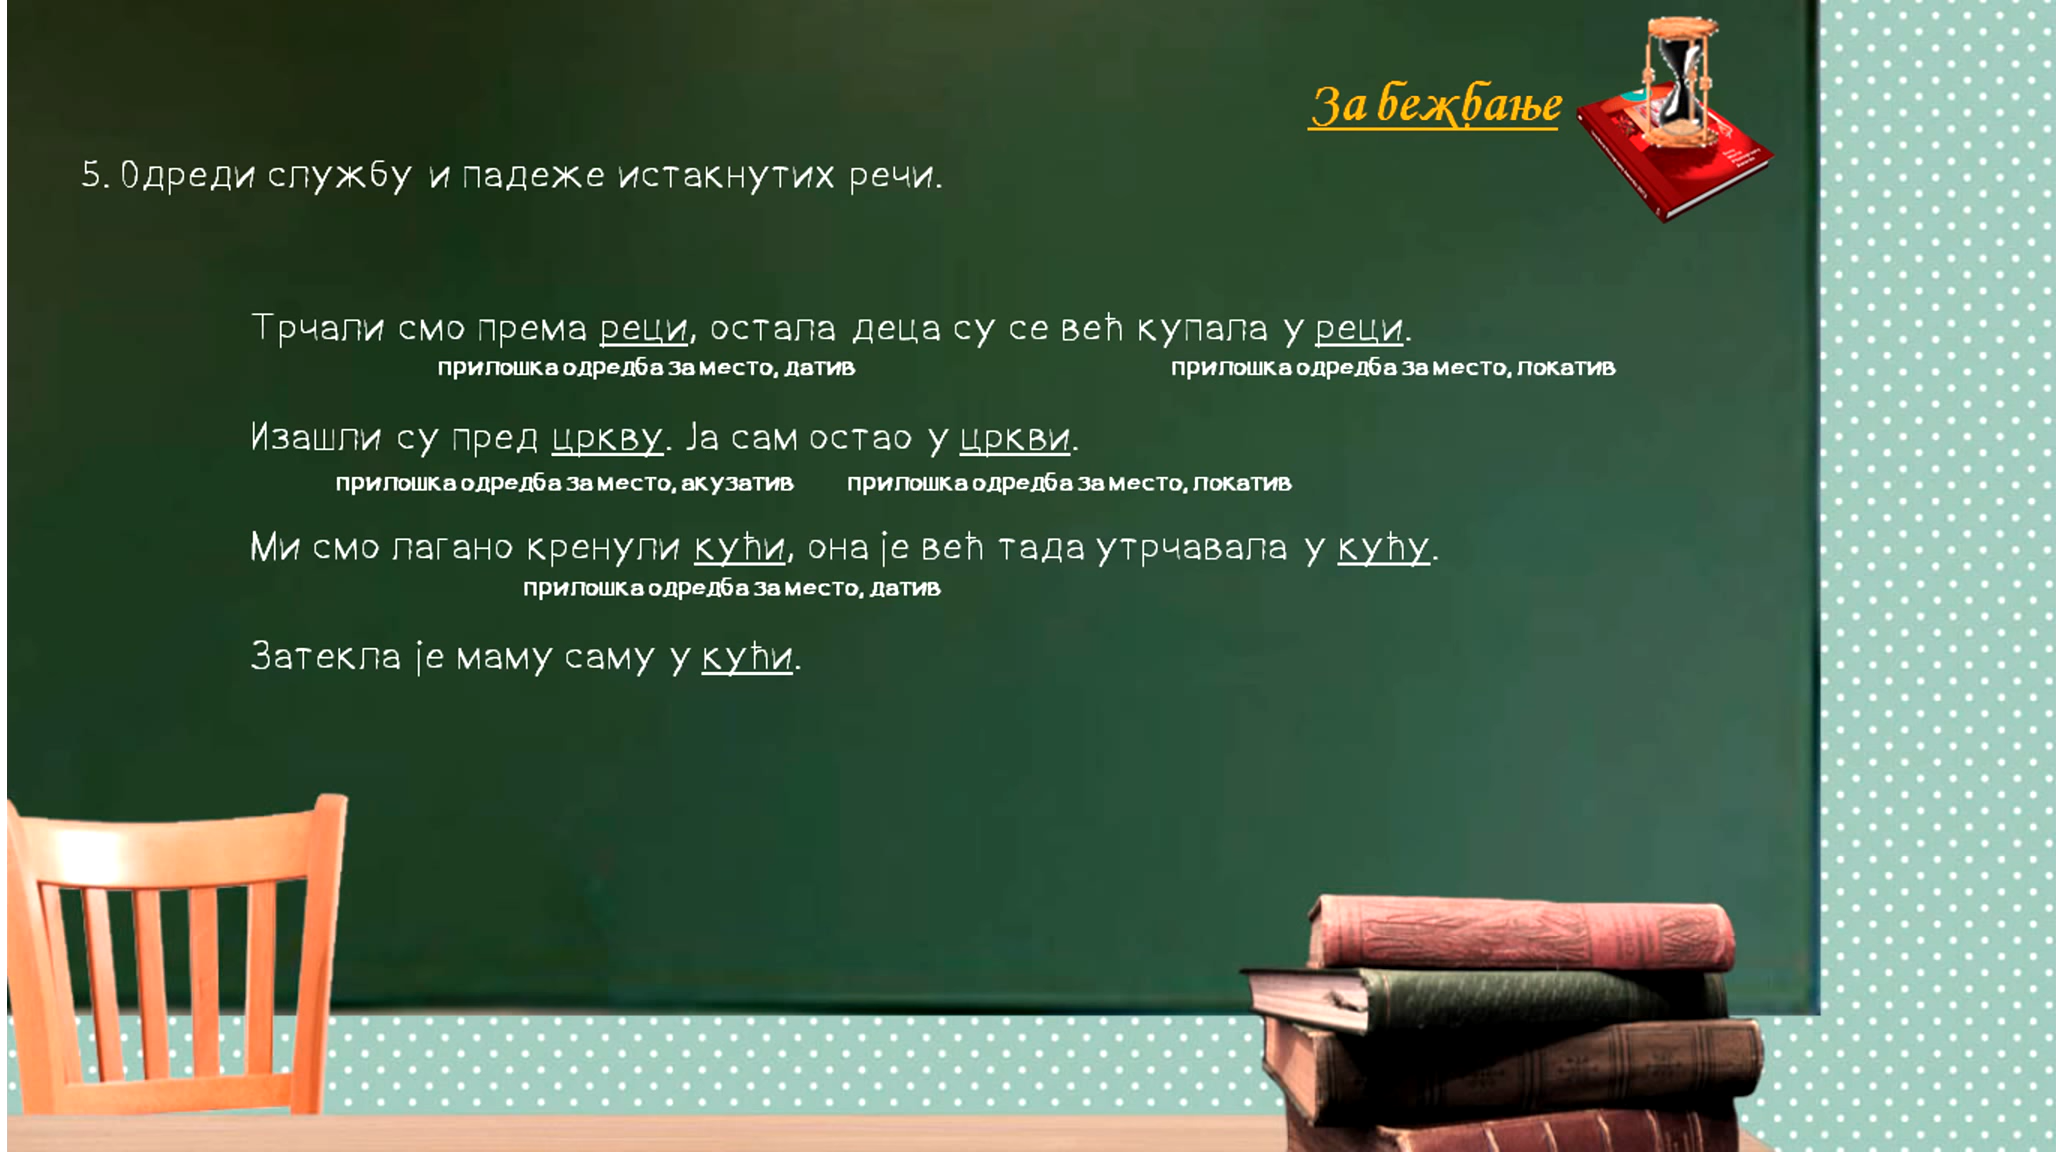 За бежбање
5. Одреди службу и падеже истакнутих речи.
Трчали смо према реци, остала деца су се већ купала у реци.
прилошка одредба за место, датив прилошка одредба за место, локатив
Изашли су пред цркву. Ја сам остао у цркви.
прилошка одредба за место, акузатив прилошка одредба за место, локатив
Ми смо лагано кренули кући, она је већ тада утрчавала у кућу.
прилошка одредба за место, датив
Затекла је маму саму у кући.